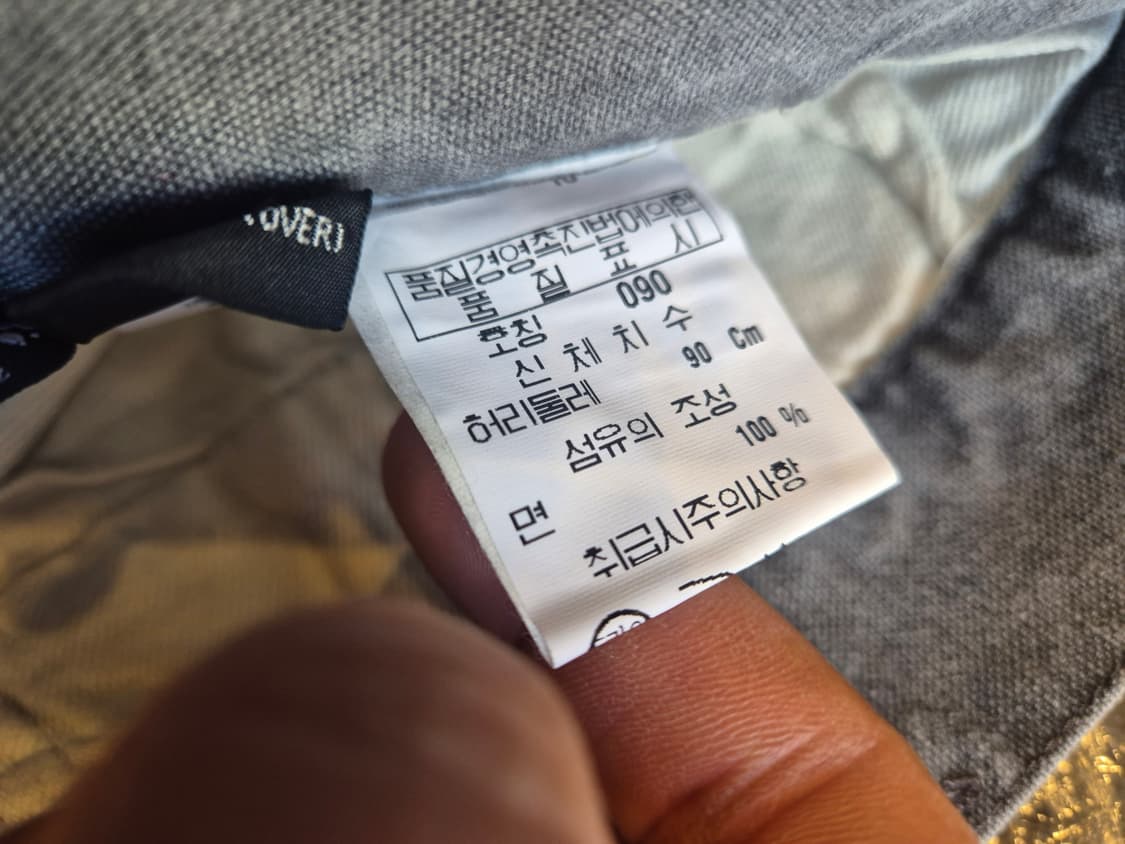 OVER)
품질경영촉진법에의한
품 질 표 시
호칭 090
신 체 치 수
허리둘레 90 Cm
섬유의 조성
면 100 %
취급시주의사항